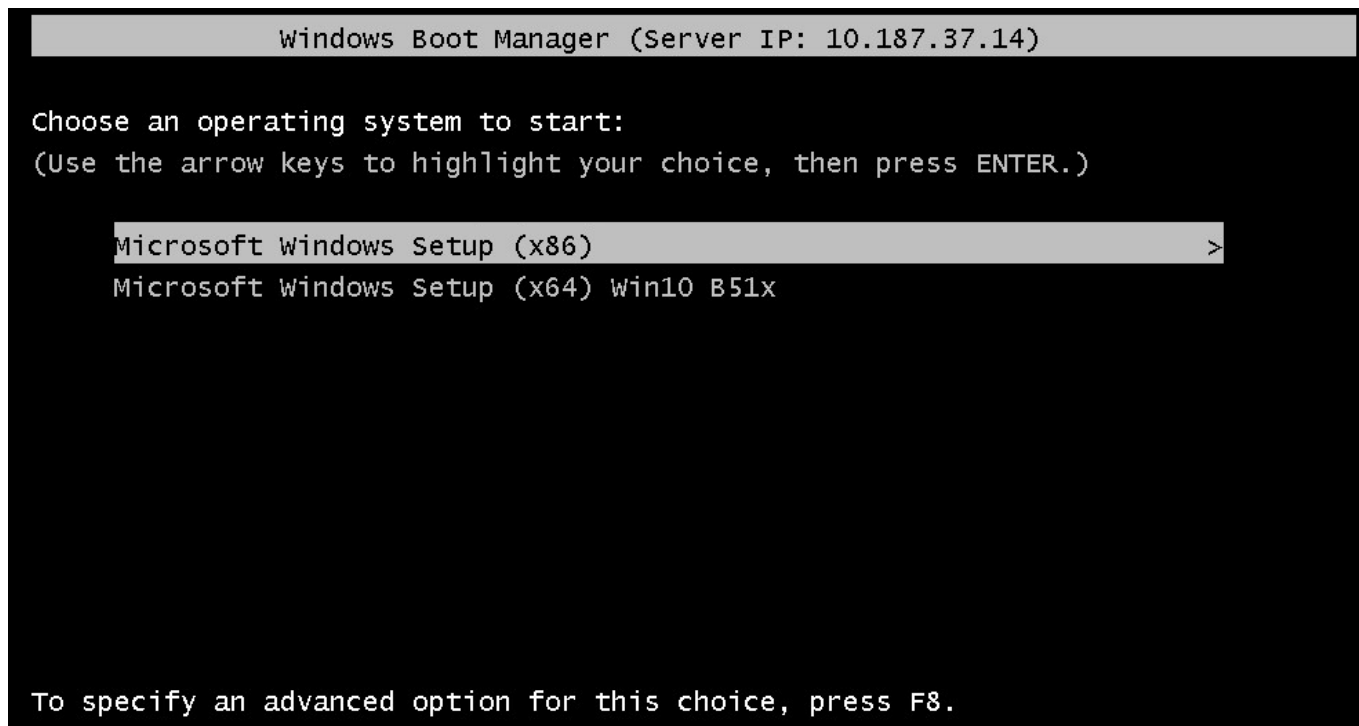 Windows Boot Manager (Server IP: 10.187.37.14)
Choose an operating system to start:
(Use the arrow keys to highlight your choice, then press ENTER.)
Microsoft Windows Setup (x86) >
Microsoft Windows Setup (x64) Win10 B51x
To specify an advanced option for this choice, press F8.